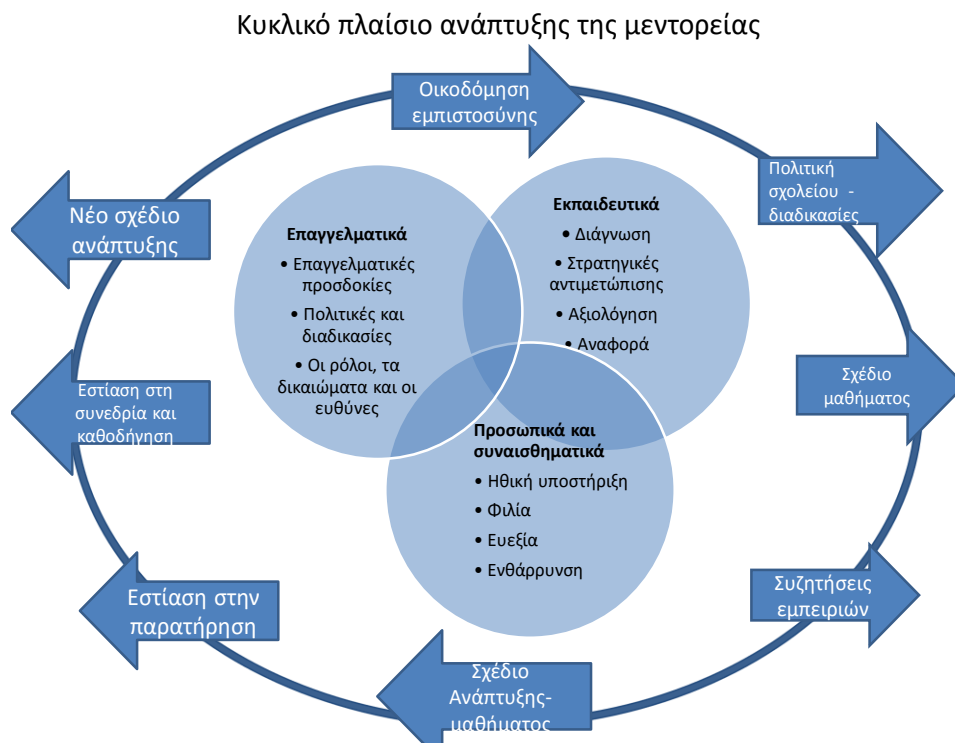 Κυκλικό πλαίσιο ανάπτυξης της μεντορείας
Οικοδόμηση
εμπιστοσύνης
Πολιτική
σχολείου -
διαδικασίες
Σχέδιο
μαθήματος
Συζητήσεις
εμπειριών
Σχέδιο
Ανάπτυξης-
μαθήματος
Εστίαση στην
παρατήρηση
Εστίαση στη
συνεδρία και
καθοδήγηση
Νέο σχέδιο
ανάπτυξης
Επαγγελματικά
• Επαγγελματικές
προσδοκίες
• Πολιτικές και
διαδικασίες
• Οι ρόλοι, τα
δικαιώματα και οι
ευθύνες
Εκπαιδευτικά
• Διάγνωση
• Στρατηγικές
αντιμετώπισης
• Αξιολόγηση
• Αναφορά
Προσωπικά και
συναισθηματικά
• Ηθική υποστήριξη
• Φιλία
• Ευεξία
• Ενθάρρυνση